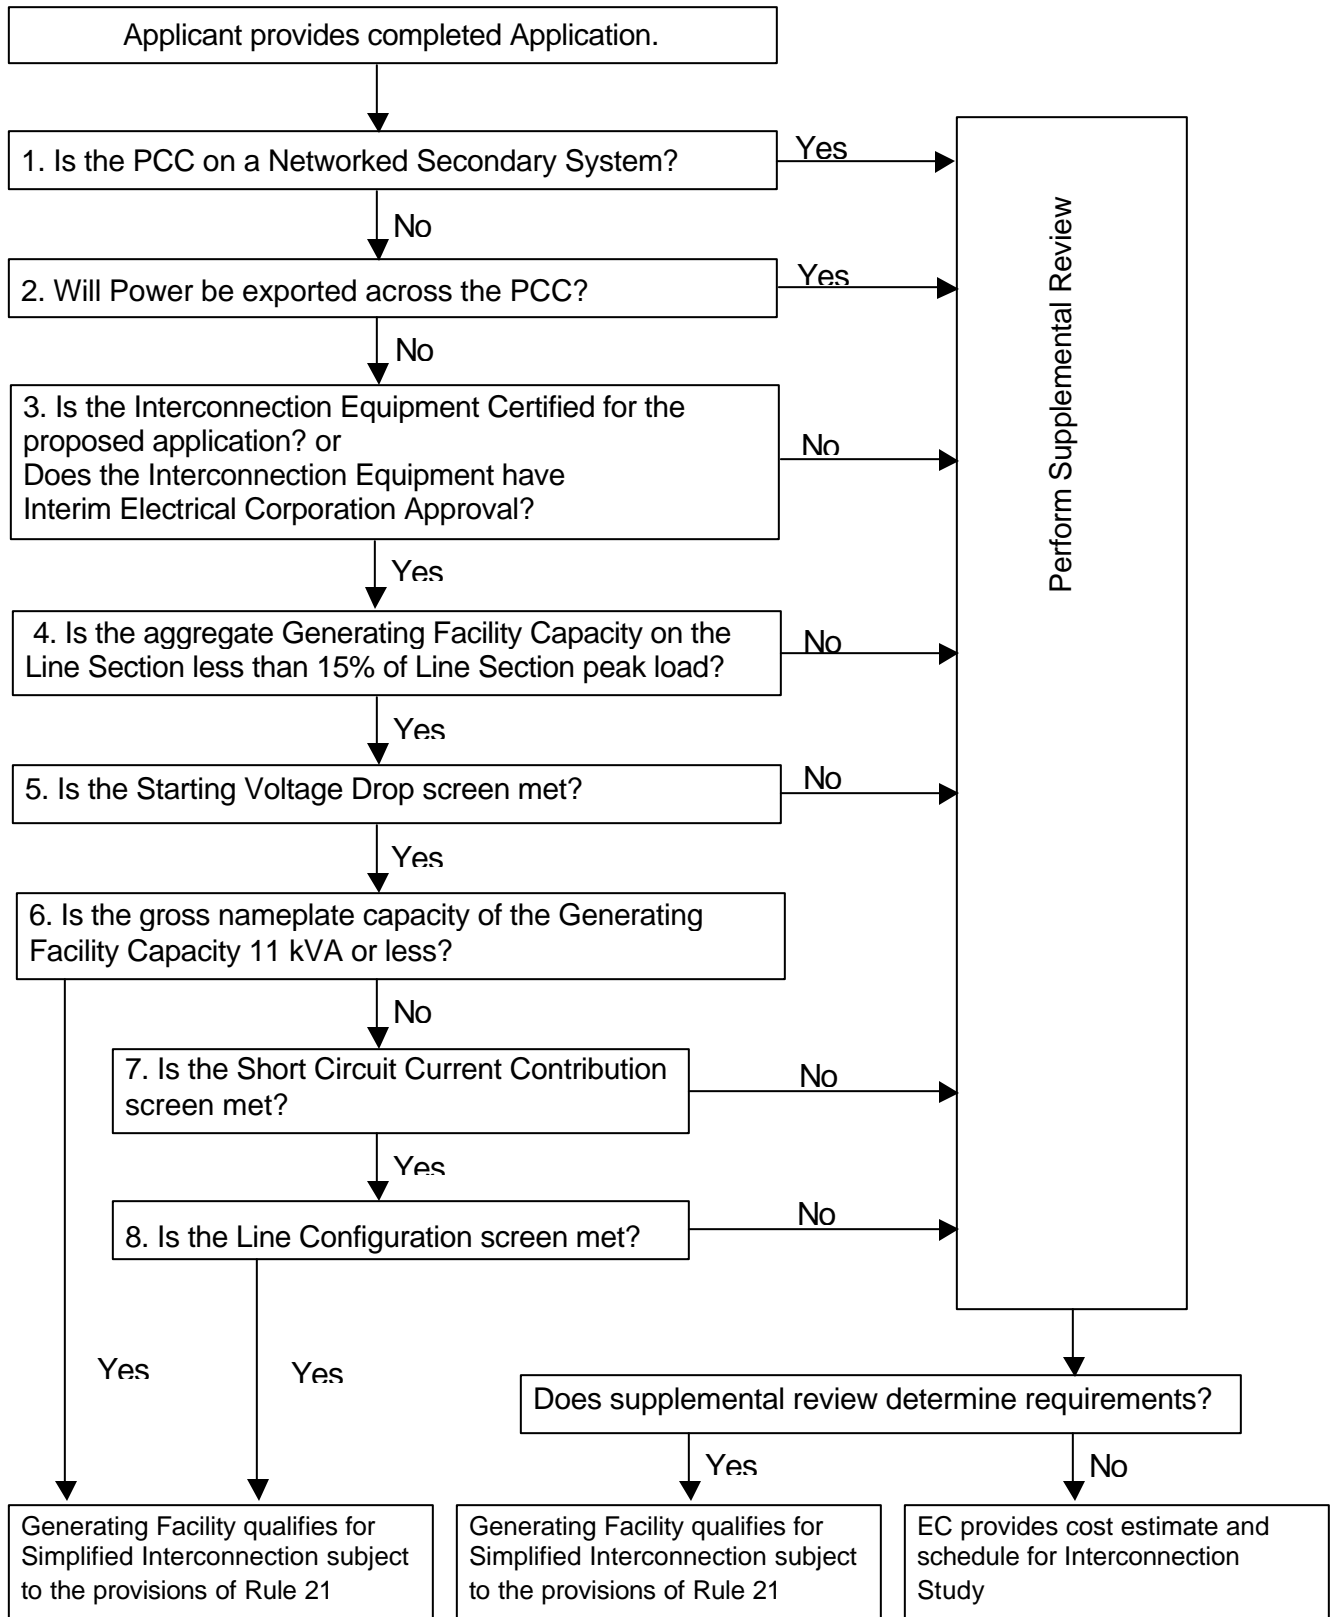 Applicant provides completed Application.
1. Is the PCC on a Networked Secondary System?
Yes
No
2. Will Power be exported across the PCC?
Yes
No
3. Is the Interconnection Equipment Certified for the
proposed application? or
Does the Interconnection Equipment have
Interim Electrical Corporation Approval?
No
Yes
4. Is the aggregate Generating Facility Capacity on the
Line Section less than 15% of Line Section peak load?
No
Yes
5. Is the Starting Voltage Drop screen met?
No
Yes
6. Is the gross nameplate capacity of the Generating
Facility Capacity 11 kVA or less?
No
7. Is the Short Circuit Current Contribution
screen met?
No
Yes
8. Is the Line Configuration screen met?
No
Perform Supplemental Review
Yes
Yes
Does supplemental review determine requirements?
Yes
No
Generating Facility qualifies for
Simplified Interconnection subject
to the provisions of Rule 21
Generating Facility qualifies for
Simplified Interconnection subject
to the provisions of Rule 21
EC provides cost estimate and
schedule for Interconnection
Study